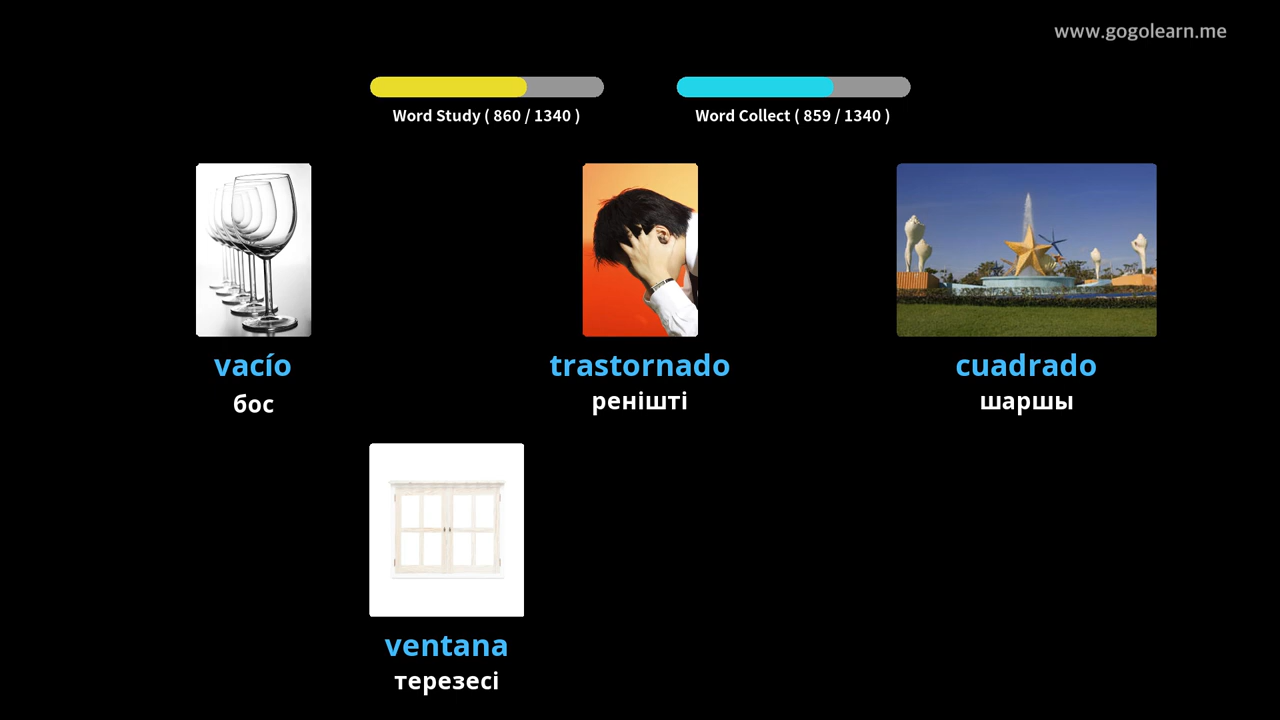 www.gogolearn.me
Word Study ( 860 / 1340 )
Word Collect ( 859 / 1340 )
vacío
trastornado
cuadrado
бос
ренішті
шаршы
ventana
терезесі